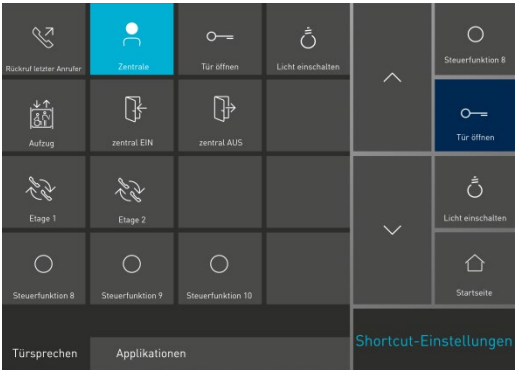 Rückruf letzter Anrufer
Zentrale
Tür öffnen
Licht einschalten
Steuerfunktion 8
Aufzug
zentral EIN
zentral AUS
Tür öffnen
Etage 1
Etage 2
Licht einschalten
Steuerfunktion 8
Steuerfunktion 9
Steuerfunktion 10
Startseite
Türsprechen
Applikationen
Shortcut-Einstellungen